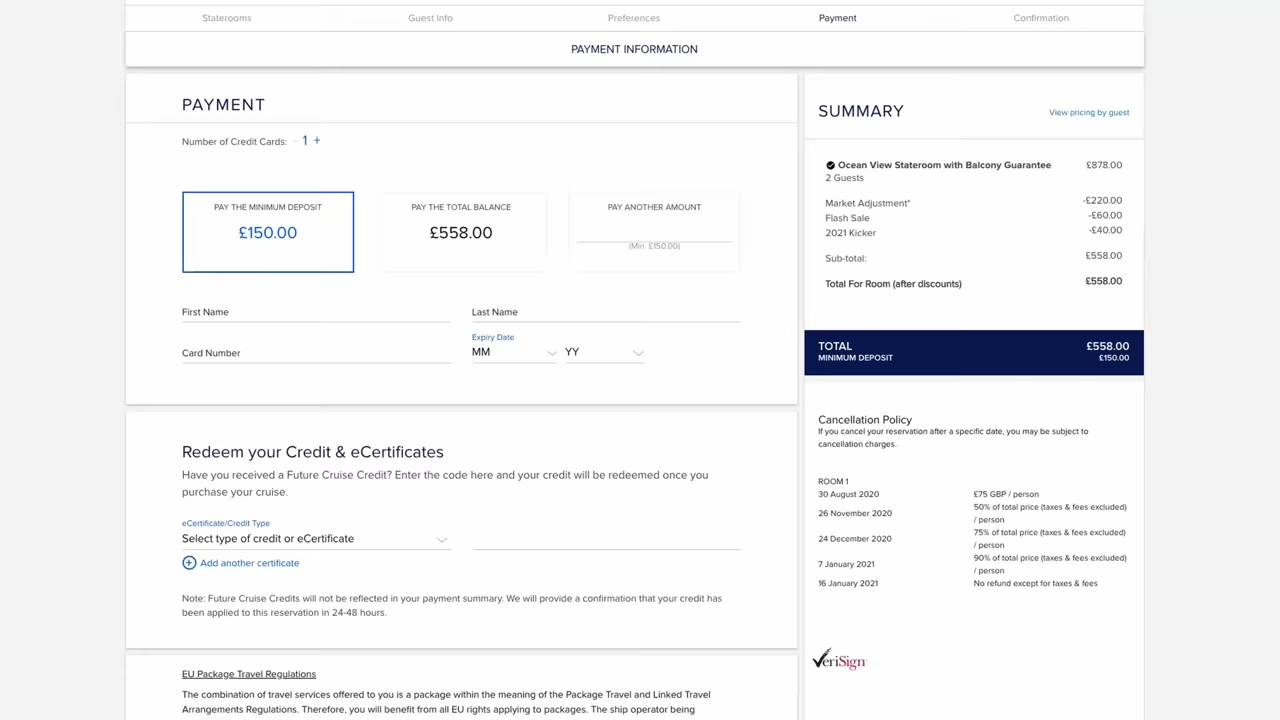 Staterooms Guest Info Preferences Payment Confirmation
PAYMENT INFORMATION
PAYMENT
Number of Credit Cards: - 1 +
PAY THE MINIMUM DEPOSIT
£150.00
PAY THE TOTAL BALANCE
£558.00
PAY ANOTHER AMOUNT
(Min. £150.00)
First Name
Last Name
Card Number
Expiry Date
MM YY
Redeem your Credit & eCertificates
Have you received a Future Cruise Credit? Enter the code here and your credit will be redeemed once you
purchase your cruise.
eCertificate/Credit Type
Select type of credit or eCertificate
Add another certificate
Note: Future Cruise Credits will not be reflected in your payment summary. We will provide a confirmation that your credit has
been applied to this reservation in 24-48 hours.
EU Package Travel Regulations
The combination of travel services offered to you is a package within the meaning of the Package Travel and Linked Travel
Arrangements Regulations. Therefore, you will benefit from all EU rights applying to packages. The ship operator being
SUMMARY
View pricing by guest
Ocean View Stateroom with Balcony Guarantee £878.00
2 Guests
Market Adjustment* -£220.00
Flash Sale -£60.00
2021 Kicker -£40.00
Sub-total: £558.00
Total For Room (after discounts) £558.00
TOTAL £558.00
MINIMUM DEPOSIT £150.00
Cancellation Policy
If you cancel your reservation after a specific date, you may be subject to
cancellation charges.
ROOM 1
30 August 2020 £75 GBP / person
26 November 2020 50% of total price (taxes & fees excluded)
/ person
24 December 2020 75% of total price (taxes & fees excluded)
/ person
7 January 2021 90% of total price (taxes & fees excluded)
/ person
16 January 2021 No refund except for taxes & fees
VeriSign